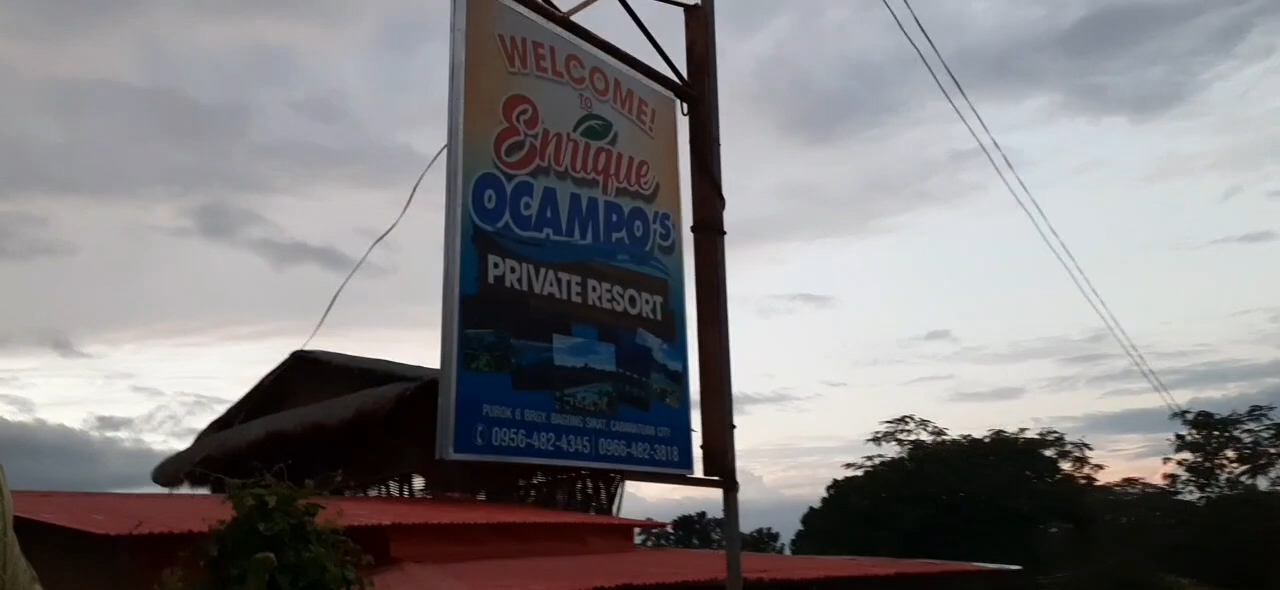 WELCOME!
TO
Enrique
OCAMPO'S
PRIVATE RESORT
PUROK 6 BRGY. BAGONG SIKAT, CABANATUAN CITY
0956-482-4345 | 0966-482-3818